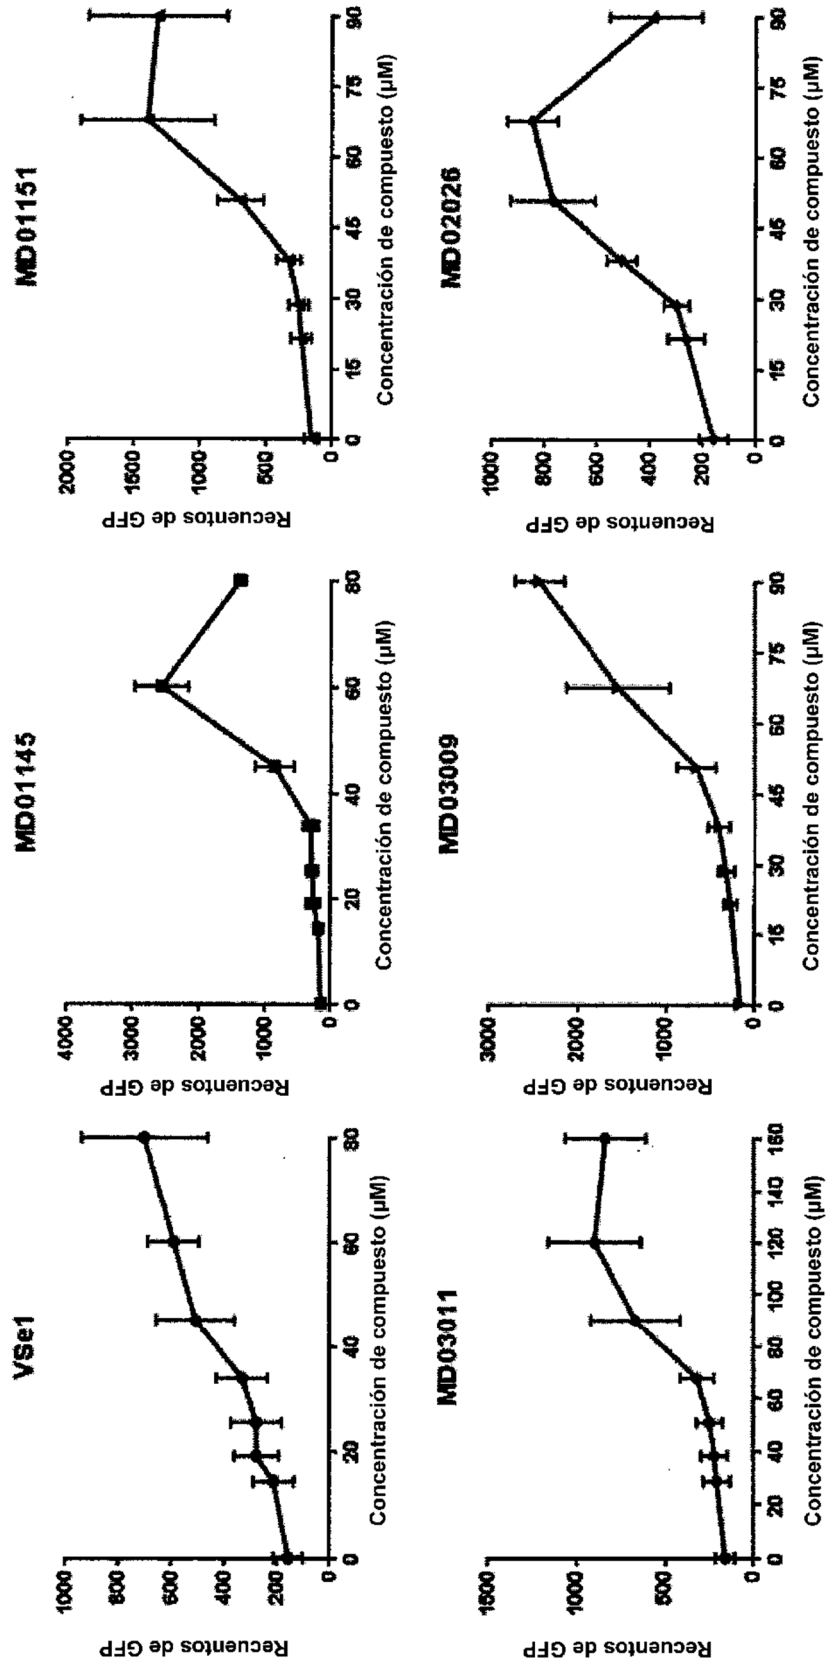 VSe1
Recuentos de GFP
1000
800
600
400
200
0
0 20 40 60 80
Concentración de compuesto (µM)
MD01145
Recuentos de GFP
4000
3000
2000
1000
0
0 20 40 60 80
Concentración de compuesto (µM)
MD01151
Recuentos de GFP
2000
1500
1000
500
0
0 15 30 45 60 75 90
Concentración de compuesto (µM)
MD03011
Recuentos de GFP
1500
1000
500
0
0 20 40 60 80 100 120 140 160
Concentración de compuesto (µM)
MD03009
Recuentos de GFP
3000
2000
1000
0
0 15 30 45 60 75 90
Concentración de compuesto (µM)
MD02026
Recuentos de GFP
1000
800
600
400
200
0
0 15 30 45 60 75 90
Concentración de compuesto (µM)